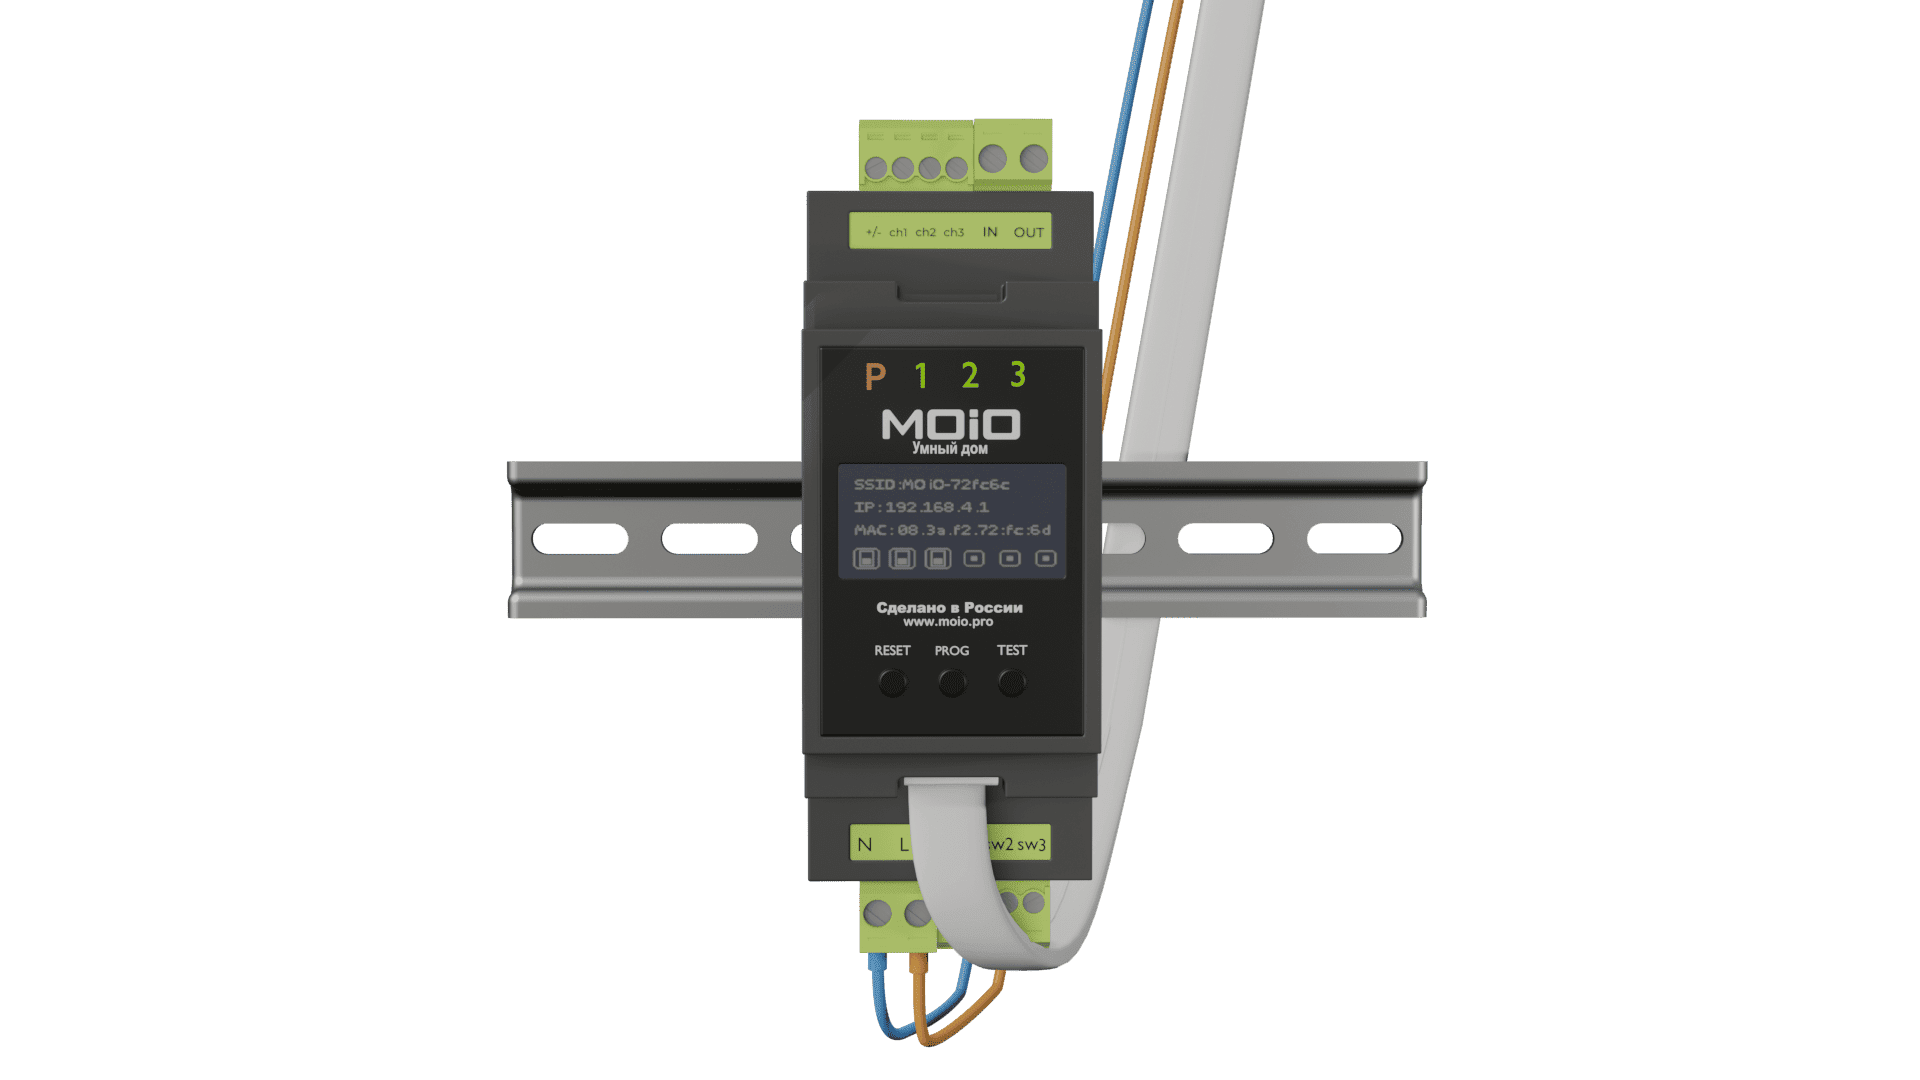 +/- ch1 ch2 ch3 IN OUT
P 1 2 3
MOiO
Умный дом
SSID:MOiO-72fc6c
IP:192.168.4.1
MAC:08.3a.f2.72:fc:6d
Сделано в России
www.moio.pro
RESET PROG TEST
N L sw2 sw3